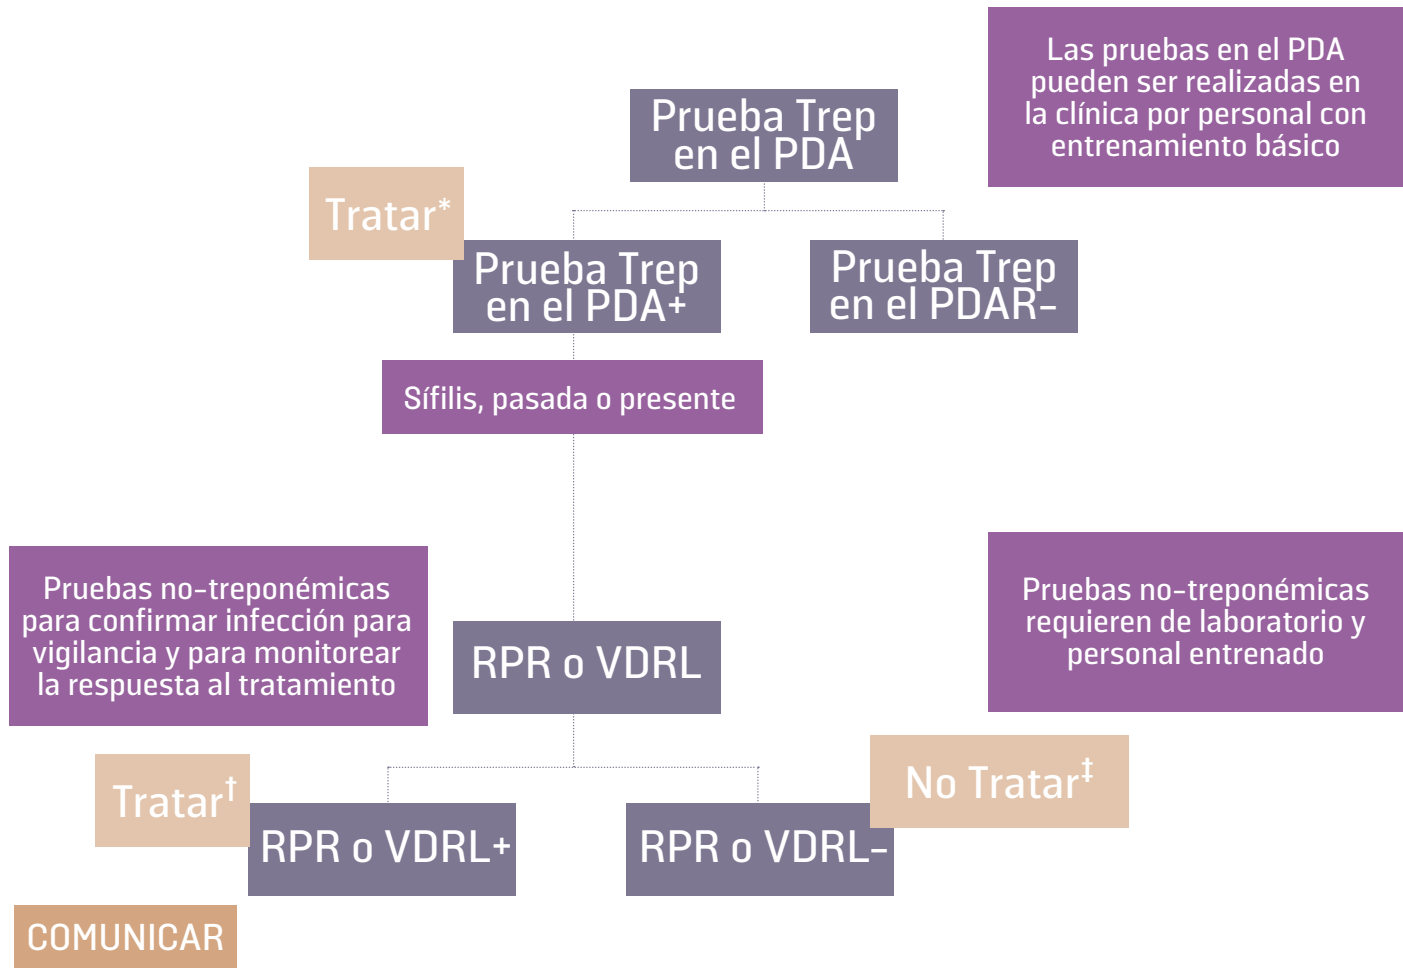 Las pruebas en el PDA
pueden ser realizadas en
la clínica por personal con
entrenamiento básico
Prueba Trep
en el PDA
Tratar*
Prueba Trep
en el PDA+
Prueba Trep
en el PDAR-
Sífilis, pasada o presente
Pruebas no-treponémicas
para confirmar infección para
vigilancia y para monitorear
la respuesta al tratamiento
RPR o VDRL
Pruebas no-treponémicas
requieren de laboratorio y
personal entrenado
Tratar†
RPR o VDRL+
RPR o VDRL-
No Tratar‡
COMUNICAR